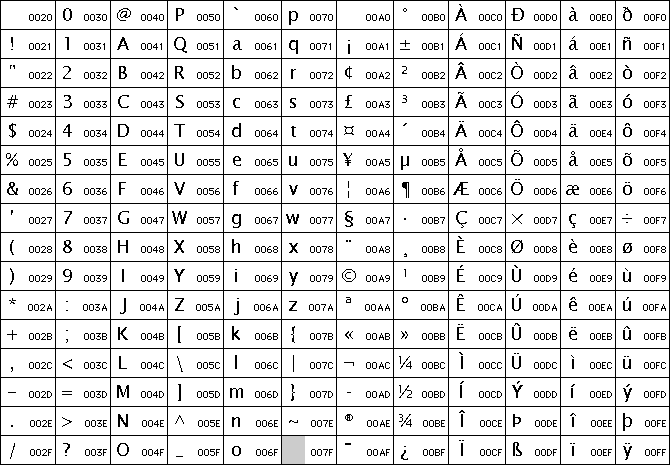 0020 0 0030 @ 0040 P 0050 ` 0060 p 0070 00A0 ° 00B0 À 00C0 Ð 00D0 à 00E0 ð 00F0
! 0021 1 0031 A 0041 Q 0051 a 0061 q 0071 ¡ 00A1 ± 00B1 Á 00C1 Ñ 00D1 á 00E1 ñ 00F1
" 0022 2 0032 B 0042 R 0052 b 0062 r 0072 ¢ 00A2 ² 00B2 Â 00C2 Ò 00D2 â 00E2 ò 00F2
# 0023 3 0033 C 0043 S 0053 c 0063 s 0073 £ 00A3 ³ 00B3 Ã 00C3 Ó 00D3 ã 00E3 ó 00F3
$ 0024 4 0034 D 0044 T 0054 d 0064 t 0074 ¤ 00A4 ´ 00B4 Ä 00C4 Ô 00D4 ä 00E4 ô 00F4
% 0025 5 0035 E 0045 U 0055 e 0065 u 0075 ¥ 00A5 µ 00B5 Å 00C5 Õ 00D5 å 00E5 õ 00F5
& 0026 6 0036 F 0046 V 0056 f 0066 v 0076 ¦ 00A6 ¶ 00B6 Æ 00C6 Ö 00D6 æ 00E6 ö 00F6
' 0027 7 0037 G 0047 W 0057 g 0067 w 0077 § 00A7 · 00B7 Ç 00C7 × 00D7 ç 00E7 ÷ 00F7
( 0028 8 0038 H 0048 X 0058 h 0068 x 0078 ¨ 00A8 ¸ 00B8 È 00C8 Ø 00D8 è 00E8 ø 00F8
) 0029 9 0039 I 0049 Y 0059 i 0069 y 0079 © 00A9 ¹ 00B9 É 00C9 Ù 00D9 é 00E9 ù 00F9
* 002A : 003A J 004A Z 005A j 006A z 007A ª 00AA º 00BA Ê 00CA Ú 00DA ê 00EA ú 00FA
+ 002B ; 003B K 004B [ 005B k 006B { 007B « 00AB » 00BB Ë 00CB Û 00DB ë 00EB û 00FB
, 002C < 003C L 004C \ 005C l 006C | 007C ¬ 00AC ¼ 00BC Ì 00CC Ü 00DC ì 00EC ü 00FC
– 002D = 003D M 004D ] 005D m 006D } 007D - 00AD ½ 00BD Í 00CD Ý 00DD í 00ED ý 00FD
. 002E > 003E N 004E ^ 005E n 006E ~ 007E ® 00AE ¾ 00BE Î 00CE Þ 00DE î 00EE þ 00FE
/ 002F ? 003F O 004F _ 005F o 006F 007F ¯ 00AF ¿ 00BF Ï 00CF ß 00DF ï 00EF ÿ 00FF